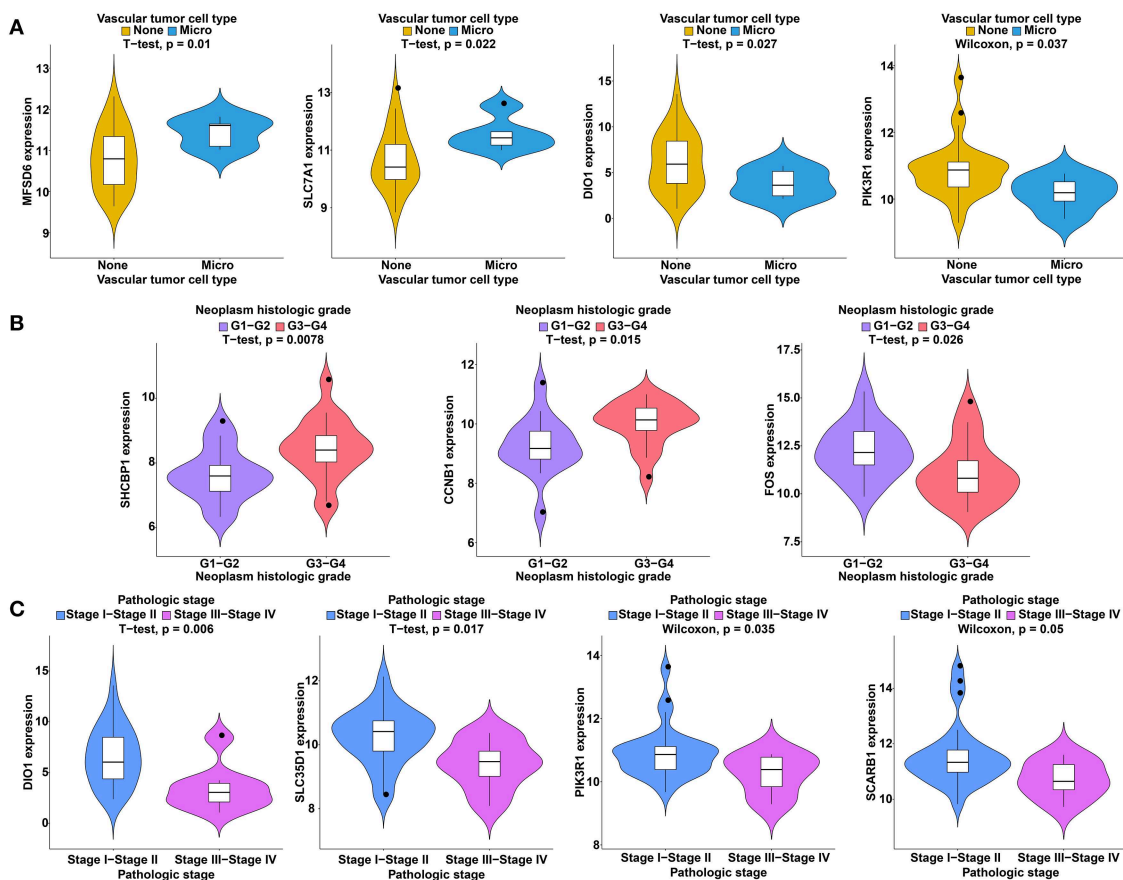 A
Vascular tumor cell type
None Micro
T−test, p = 0.01
MFSD6 expression
13
12
11
10
9
None Micro
Vascular tumor cell type
Vascular tumor cell type
None Micro
T−test, p = 0.022
SLC7A1 expression
13
11
9
None Micro
Vascular tumor cell type
Vascular tumor cell type
None Micro
T−test, p = 0.027
DIO1 expression
15
10
5
0
None Micro
Vascular tumor cell type
Vascular tumor cell type
None Micro
Wilcoxon, p = 0.037
PIK3R1 expression
14
12
10
None Micro
Vascular tumor cell type
B
Neoplasm histologic grade
G1−G2 G3−G4
T−test, p = 0.0078
SHCBP1 expression
10
8
6
G1−G2 G3−G4
Neoplasm histologic grade
Neoplasm histologic grade
G1−G2 G3−G4
T−test, p = 0.015
CCNB1 expression
12
10
8
6
G1−G2 G3−G4
Neoplasm histologic grade
Neoplasm histologic grade
G1−G2 G3−G4
T−test, p = 0.026
FOS expression
17.5
15.0
12.5
10.0
7.5
G1−G2 G3−G4
Neoplasm histologic grade
C
Pathologic stage
Stage I−Stage II Stage III−Stage IV
T−test, p = 0.006
DIO1 expression
15
10
5
0
Stage I−Stage II Stage III−Stage IV
Pathologic stage
Pathologic stage
Stage I−Stage II Stage III−Stage IV
T−test, p = 0.017
SLC35D1 expression
12
10
8
Stage I−Stage II Stage III−Stage IV
Pathologic stage
Pathologic stage
Stage I−Stage II Stage III−Stage IV
Wilcoxon, p = 0.035
PIK3R1 expression
14
12
10
8
Stage I−Stage II Stage III−Stage IV
Pathologic stage
Pathologic stage
Stage I−Stage II Stage III−Stage IV
Wilcoxon, p = 0.05
SCARB1 expression
14
12
10
Stage I−Stage II Stage III−Stage IV
Pathologic stage